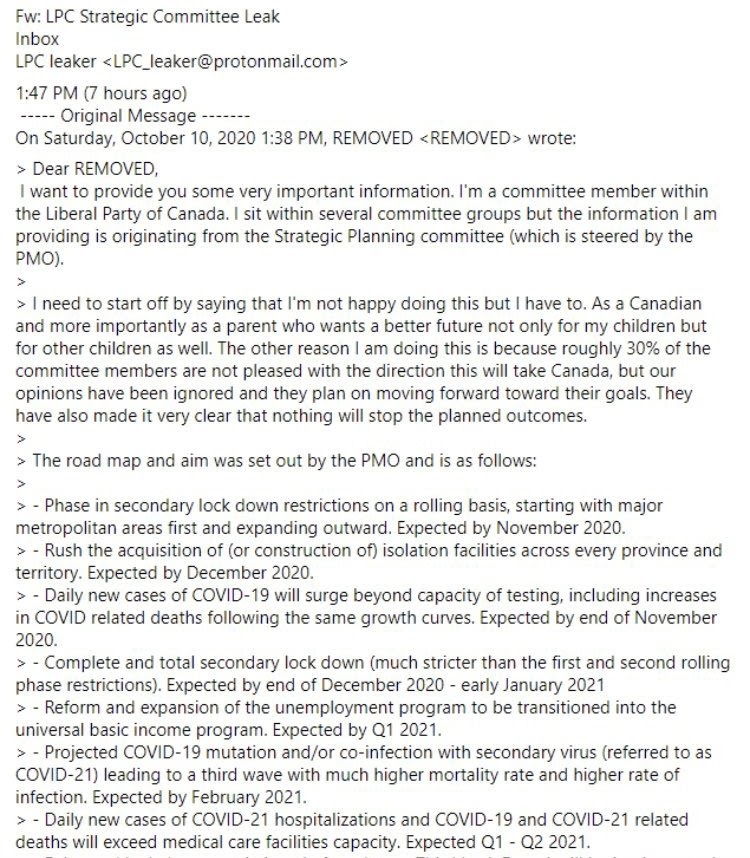 Fw: LPC Strategic Committee Leak
Inbox
LPC leaker <LPC_leaker@protonmail.com>
1:47 PM (7 hours ago)
----- Original Message -------
On Saturday, October 10, 2020 1:38 PM, REMOVED <REMOVED> wrote:
> Dear REMOVED,
I want to provide you some very important information. I'm a committee member within
the Liberal Party of Canada. I sit within several committee groups but the information I am
providing is originating from the Strategic Planning committee (which is steered by the
PMO).
>
> I need to start off by saying that I'm not happy doing this but I have to. As a Canadian
and more importantly as a parent who wants a better future not only for my children but
for other children as well. The other reason I am doing this is because roughly 30% of the
committee members are not pleased with the direction this will take Canada, but our
opinions have been ignored and they plan on moving forward toward their goals. They
have also made it very clear that nothing will stop the planned outcomes.
>
> The road map and aim was set out by the PMO and is as follows:
>
> - Phase in secondary lock down restrictions on a rolling basis, starting with major
metropolitan areas first and expanding outward. Expected by November 2020.
> - Rush the acquisition of (or construction of) isolation facilities across every province and
territory. Expected by December 2020.
> - Daily new cases of COVID-19 will surge beyond capacity of testing, including increases
in COVID related deaths following the same growth curves. Expected by end of November
2020.
> - Complete and total secondary lock down (much stricter than the first and second rolling
phase restrictions). Expected by end of December 2020 - early January 2021
> - Reform and expansion of the unemployment program to be transitioned into the
universal basic income program. Expected by Q1 2021.
> - Projected COVID-19 mutation and/or co-infection with secondary virus (referred to as
COVID-21) leading to a third wave with much higher mortality rate and higher rate of
infection. Expected by February 2021.
> - Daily new cases of COVID-21 hospitalizations and COVID-19 and COVID-21 related
deaths will exceed medical care facilities capacity. Expected Q1 - Q2 2021.